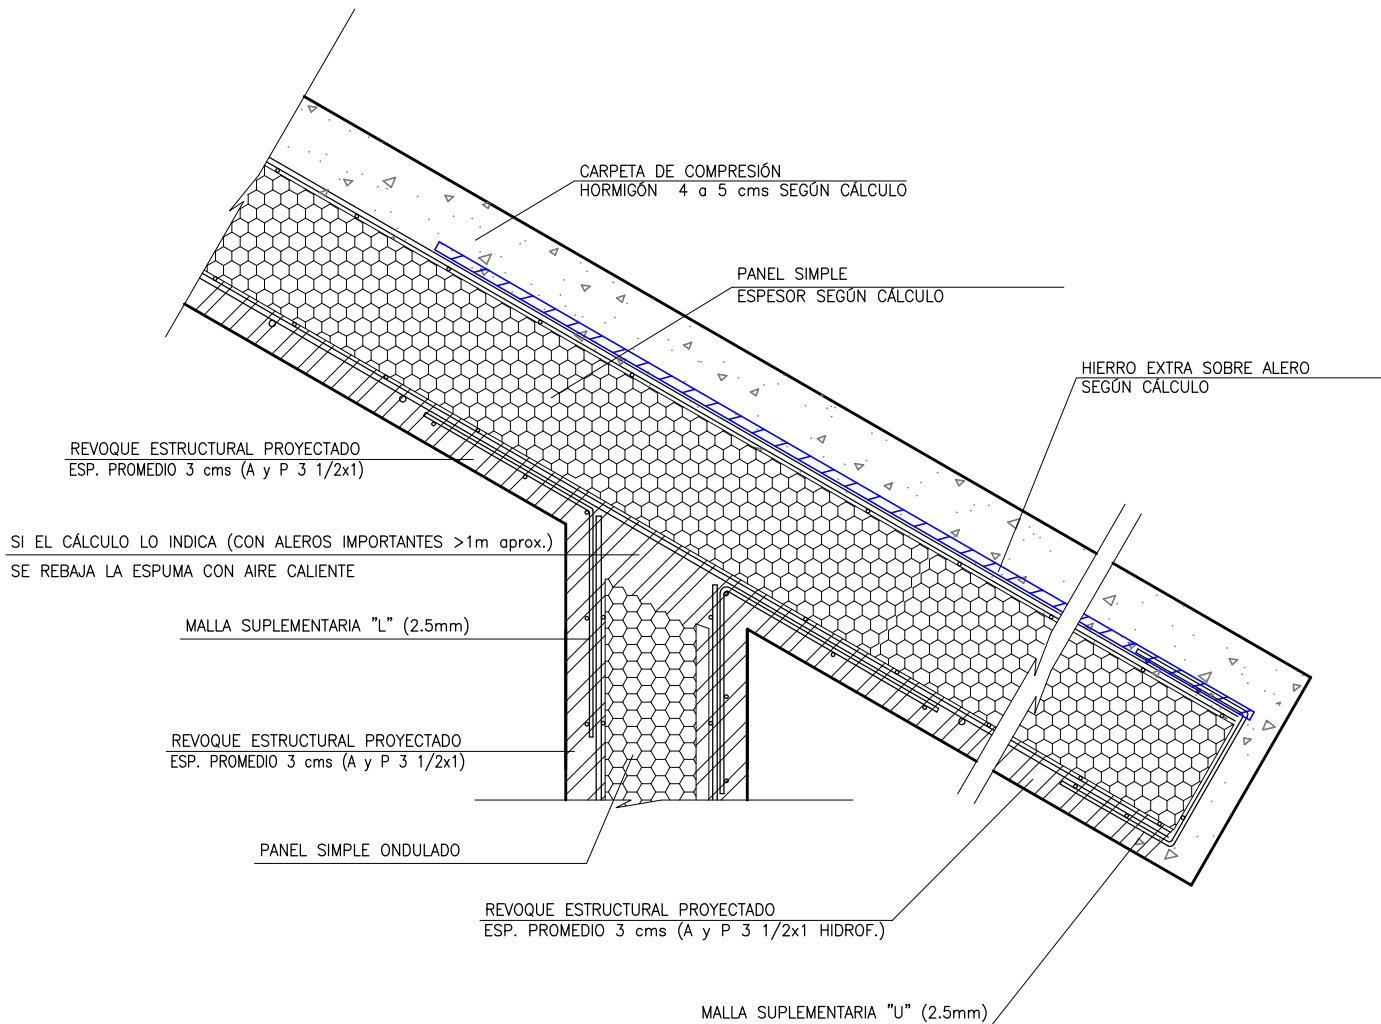 CARPETA DE COMPRESIÓN
HORMIGÓN 4 a 5 cms SEGÚN CÁLCULO
PANEL SIMPLE
ESPESOR SEGÚN CÁLCULO
HIERRO EXTRA SOBRE ALERO
SEGÚN CÁLCULO
REVOQUE ESTRUCTURAL PROYECTADO
ESP. PROMEDIO 3 cms (A y P 3 1/2x1)
SI EL CÁLCULO LO INDICA (CON ALEROS IMPORTANTES >1m aprox.)
SE REBAJA LA ESPUMA CON AIRE CALIENTE
MALLA SUPLEMENTARIA "L" (2.5mm)
REVOQUE ESTRUCTURAL PROYECTADO
ESP. PROMEDIO 3 cms (A y P 3 1/2x1)
PANEL SIMPLE ONDULADO
REVOQUE ESTRUCTURAL PROYECTADO
ESP. PROMEDIO 3 cms (A y P 3 1/2x1 HIDROF.)
MALLA SUPLEMENTARIA "U" (2.5mm)